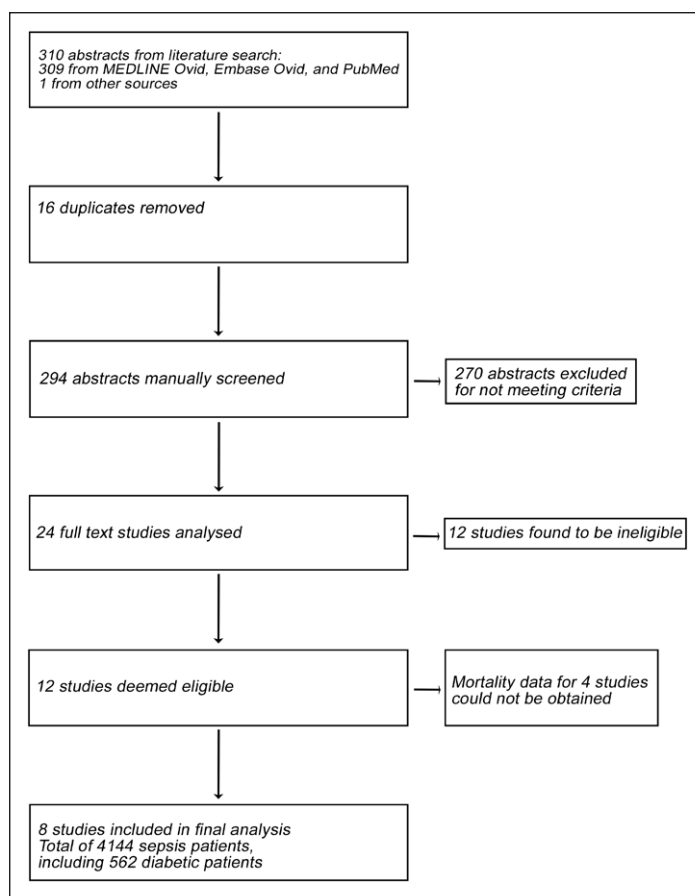 310 abstracts from literature search:
309 from MEDLINE Ovid, Embase Ovid, and PubMed
1 from other sources
16 duplicates removed
294 abstracts manually screened
270 abstracts excluded
for not meeting criteria
24 full text studies analysed
12 studies found to be ineligible
12 studies deemed eligible
Mortality data for 4 studies
could not be obtained
8 studies included in final analysis
Total of 4144 sepsis patients,
including 562 diabetic patients